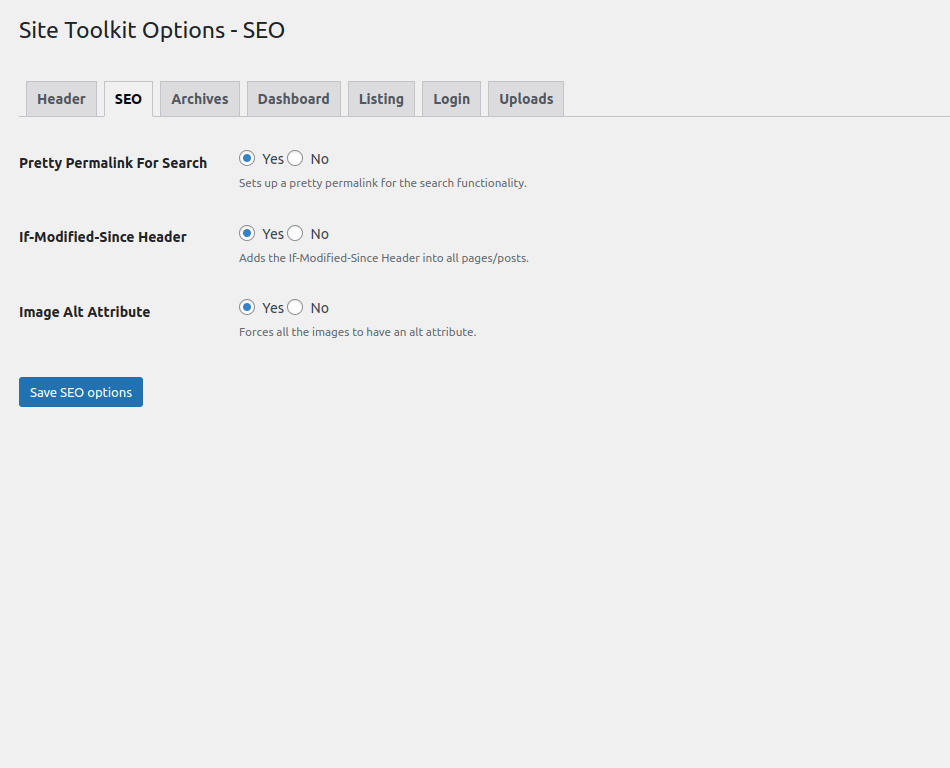 Site Toolkit Options - SEO
Header SEO Archives Dashboard Listing Login Uploads
Pretty Permalink For Search Yes No
Sets up a pretty permalink for the search functionality.
If-Modified-Since Header Yes No
Adds the If-Modified-Since Header into all pages/posts.
Image Alt Attribute Yes No
Forces all the images to have an alt attribute.
Save SEO options